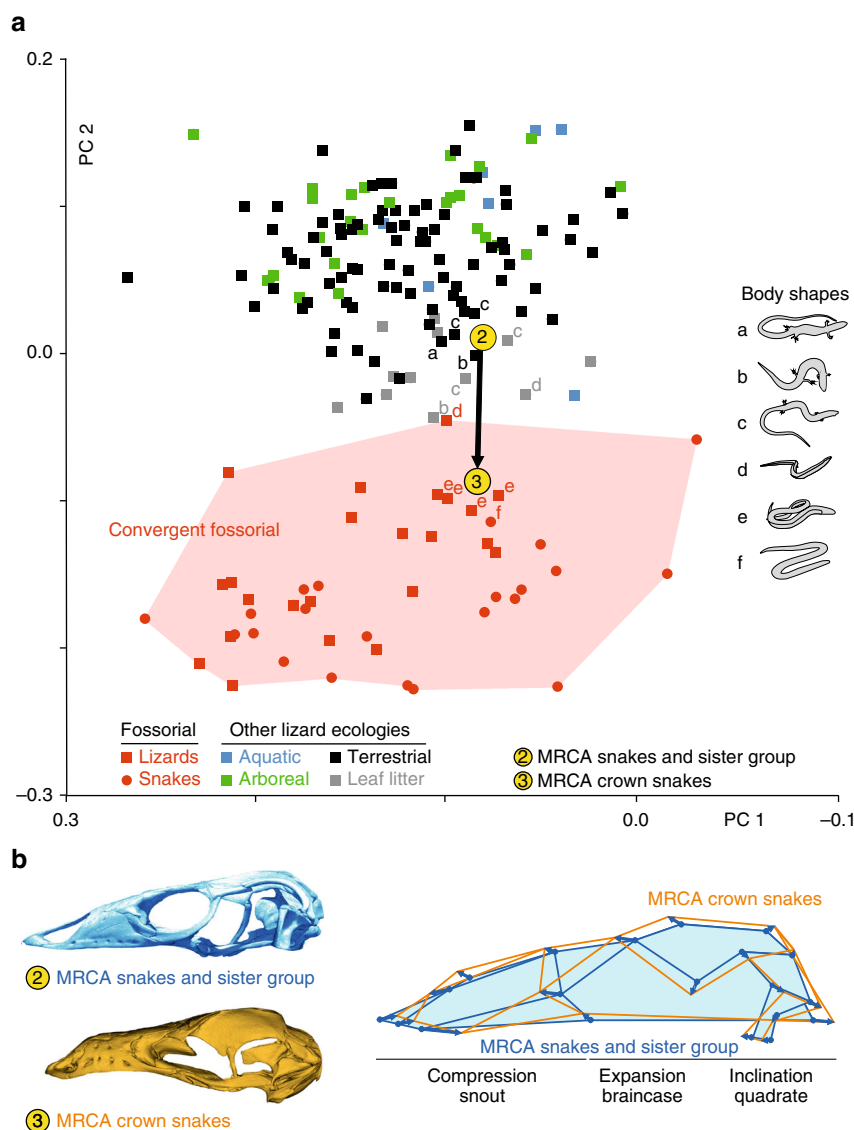 a
0.2
PC 2
0.0
–0.3
c
c
2
c
a
b
c
d
b
d
3
e
e
e
e
f
Convergent fossorial
Body shapes
a
b
c
d
e
f
Fossorial
Other lizard ecologies
Lizards
Aquatic
Terrestrial
2 MRCA snakes and sister group
Snakes
Arboreal
Leaf litter
3 MRCA crown snakes
0.3
0.0
PC 1
–0.1
b
2 MRCA snakes and sister group
3 MRCA crown snakes
MRCA crown snakes
MRCA snakes and sister group
Compression
snout
Expansion
braincase
Inclination
quadrate